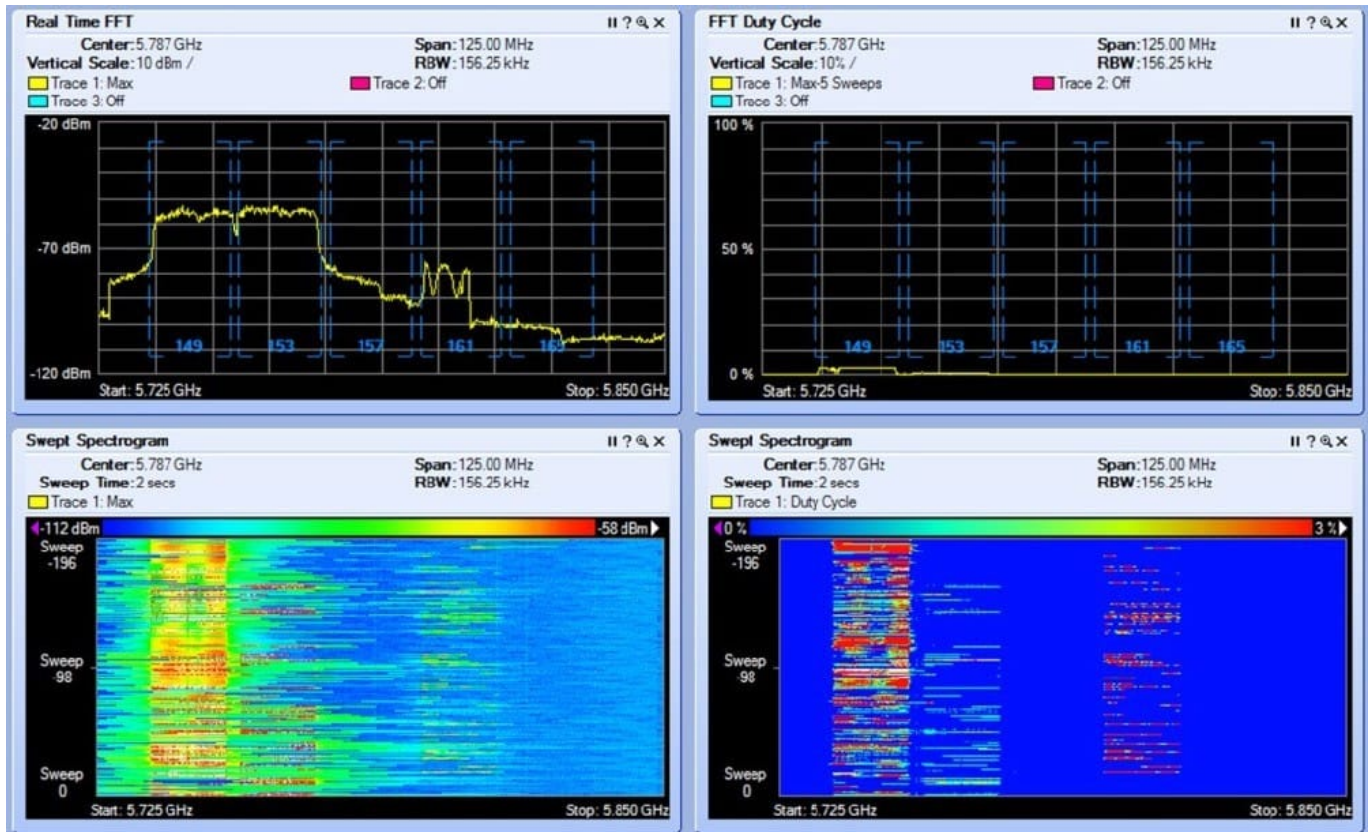 Real Time FFT
Center: 5.787 GHz Span: 125.00 MHz
Vertical Scale: 10 dBm / RBW: 156.25 kHz
Trace 1: Max Trace 2: Off
Trace 3: Off
-20 dBm
-70 dBm
149 153 157 161 165
-120 dBm
Start: 5.725 GHz Stop: 5.850 GHz
FFT Duty Cycle
Center: 5.787 GHz Span: 125.00 MHz
Vertical Scale: 10% / RBW: 156.25 kHz
Trace 1: Max-5 Sweeps Trace 2: Off
Trace 3: Off
100 %
50 %
149 153 157 161 165
0 %
Start: 5.725 GHz Stop: 5.850 GHz
Swept Spectrogram
Center: 5.787 GHz Span: 125.00 MHz
Sweep Time: 2 secs RBW: 156.25 kHz
Trace 1: Max
-112 dBm -58 dBm
Sweep
-196
Sweep
-98
Sweep
0
Start: 5.725 GHz Stop: 5.850 GHz
Swept Spectrogram
Center: 5.787 GHz Span: 125.00 MHz
Sweep Time: 2 secs RBW: 156.25 kHz
Trace 1: Duty Cycle
0 % 3 %
Sweep
-196
Sweep
-98
Sweep
0
Start: 5.725 GHz Stop: 5.850 GHz